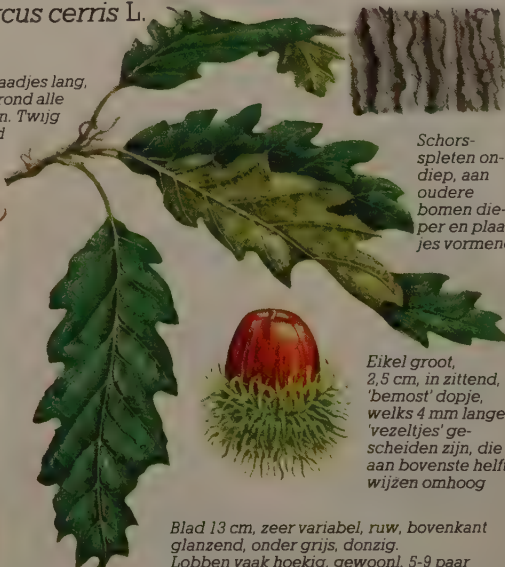 cus cerris L.
aadjes lang,
rond alle
n. Twijg
d
Schors-
spleten on-
diep, aan
oudere
bomen die-
per en plaa
jes vormend
Eikel groot,
2,5 cm, in zittend,
'bemost' dopje,
welks 4 mm lange
'vezeltjes' ge-
scheiden zijn, die
aan bovenste helft
wijzen omhoog
Blad 13 cm, zeer variabel, ruw, bovenkant
glanzend, onder grijs, donzig.
Lobben vaak hoekig, gewoonl. 5-9 paar